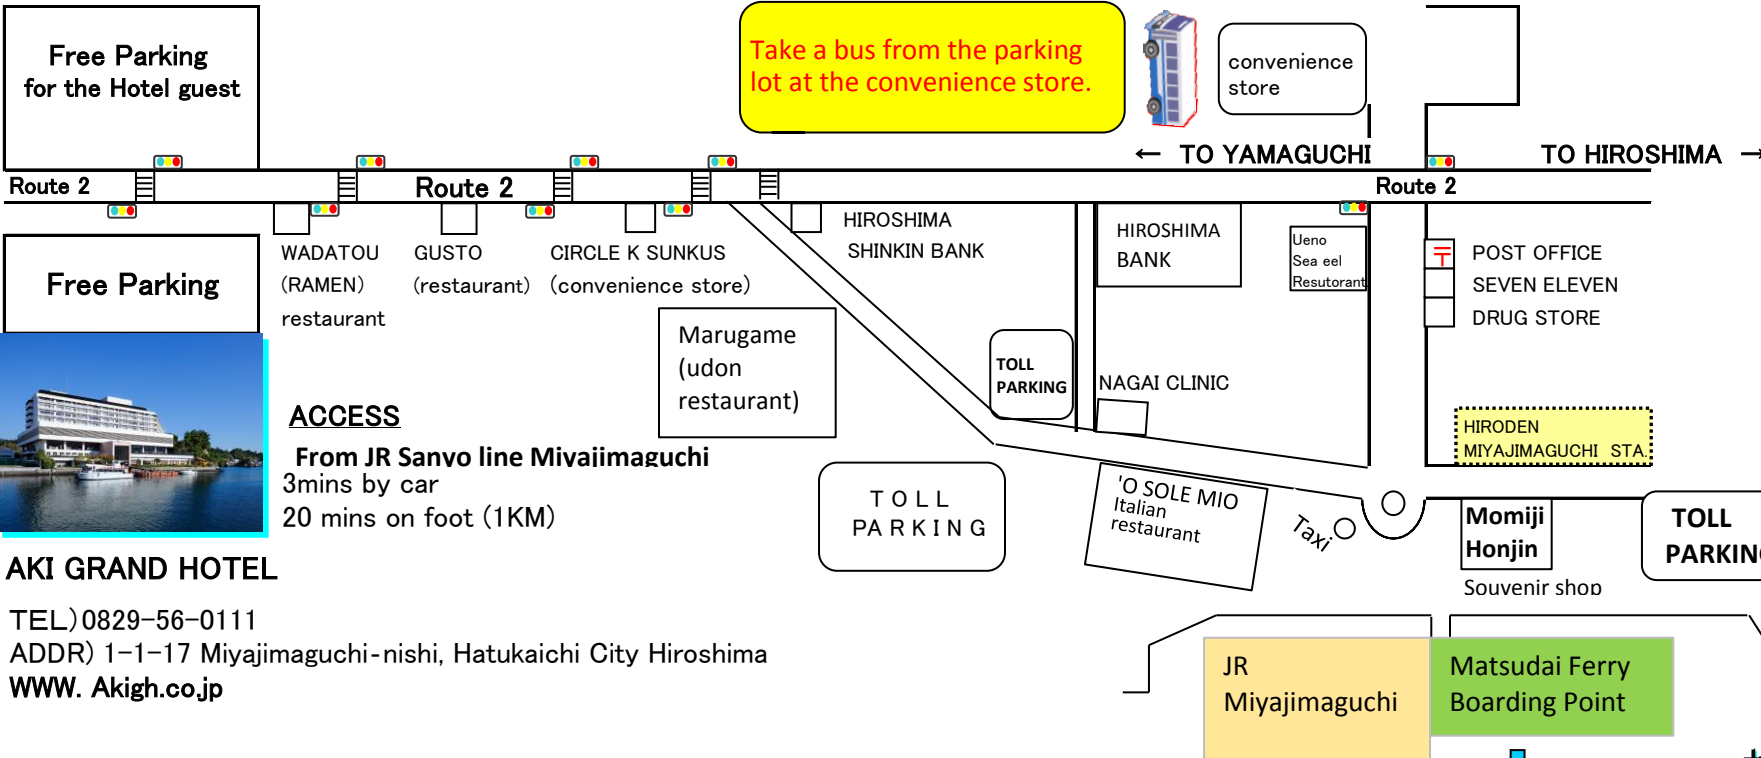 Free Parking
for the Hotel guest
Take a bus from the parking
lot at the convenience store.
convenience
store
← TO YAMAGUCHI
TO HIROSHIMA →
Route 2
Route 2
Route 2
WADATOU
(RAMEN)
restaurant
GUSTO
(restaurant)
CIRCLE K SUNKUS
(convenience store)
HIROSHIMA
SHINKIN BANK
HIROSHIMA
BANK
Ueno
Sea eel
Resutorant
〒
POST OFFICE
SEVEN ELEVEN
DRUG STORE
Free Parking
Marugame
(udon
restaurant)
TOLL
PARKING
NAGAI CLINIC
HIRODEN
MIYAJIMAGUCHI STA.
ACCESS
From JR Sanyo line Miyajimaguchi
3mins by car
20 mins on foot (1KM)
TOLL
PARKING
'O SOLE MIO
Italian
restaurant
Taxi
Momiji
Honjin
Souvenir shop
TOLL
PARKING
AKI GRAND HOTEL
TEL)0829-56-0111
ADDR) 1-1-17 Miyajimaguchi-nishi, Hatukaichi City Hiroshima
WWW. Akigh.co.jp
JR
Miyajimaguchi
Matsudai Ferry
Boarding Point